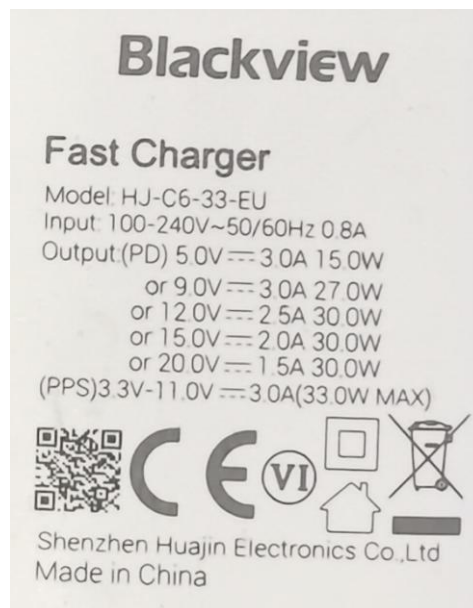 Blackview
Fast Charger
Model: HJ-C6-33-EU
Input: 100-240V~50/60Hz 0.8A
Output:(PD) 5.0V⎓3.0A 15.0W
or 9.0V⎓3.0A 27.0W
or 12.0V⎓2.5A 30.0W
or 15.0V⎓2.0A 30.0W
or 20.0V⎓1.5A 30.0W
(PPS)3.3V-11.0V⎓3.0A(33.0W MAX)
CE VI
Shenzhen Huajin Electronics Co.,Ltd
Made in China